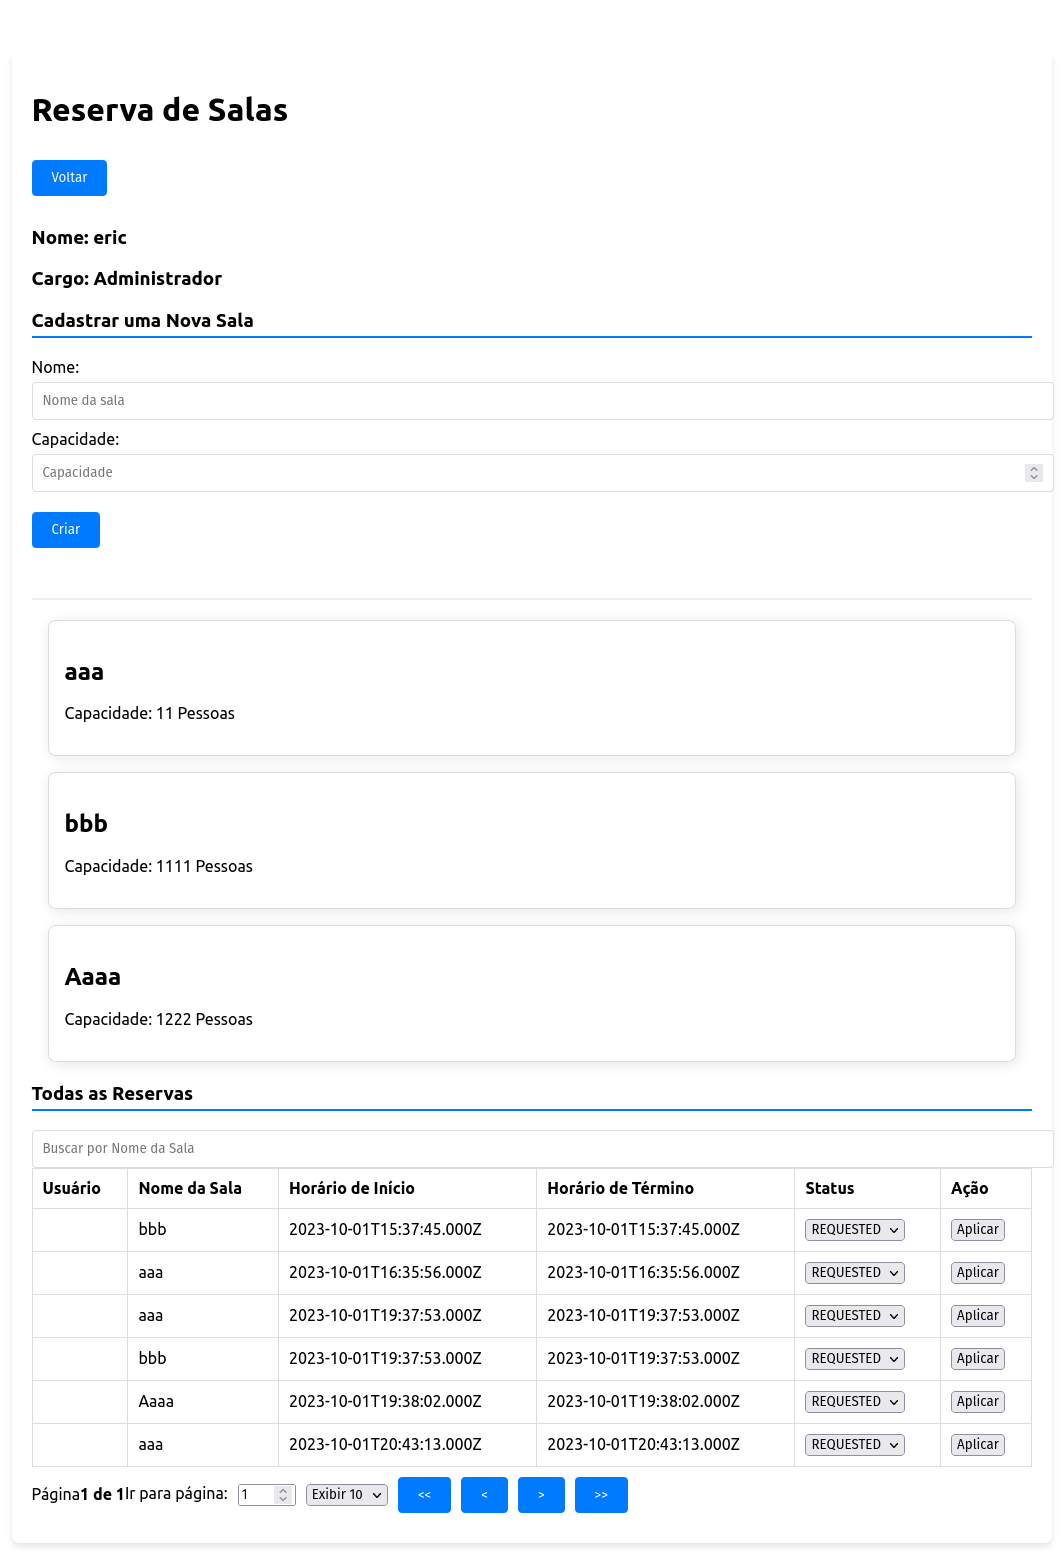 Reserva de Salas
Voltar
Nome: eric
Cargo: Administrador
Cadastrar uma Nova Sala
Nome:
Nome da sala
Capacidade:
Capacidade
Criar
aaa
Capacidade: 11 Pessoas
bbb
Capacidade: 1111 Pessoas
Aaaa
Capacidade: 1222 Pessoas
Todas as Reservas
Buscar por Nome da Sala
Usuário Nome da Sala Horário de Início Horário de Término Status Ação
bbb 2023-10-01T15:37:45.000Z 2023-10-01T15:37:45.000Z REQUESTED Aplicar
aaa 2023-10-01T16:35:56.000Z 2023-10-01T16:35:56.000Z REQUESTED Aplicar
aaa 2023-10-01T19:37:53.000Z 2023-10-01T19:37:53.000Z REQUESTED Aplicar
bbb 2023-10-01T19:37:53.000Z 2023-10-01T19:37:53.000Z REQUESTED Aplicar
Aaaa 2023-10-01T19:38:02.000Z 2023-10-01T19:38:02.000Z REQUESTED Aplicar
aaa 2023-10-01T20:43:13.000Z 2023-10-01T20:43:13.000Z REQUESTED Aplicar
Página1 de 1Ir para página: 1 Exibir 10 << < > >>